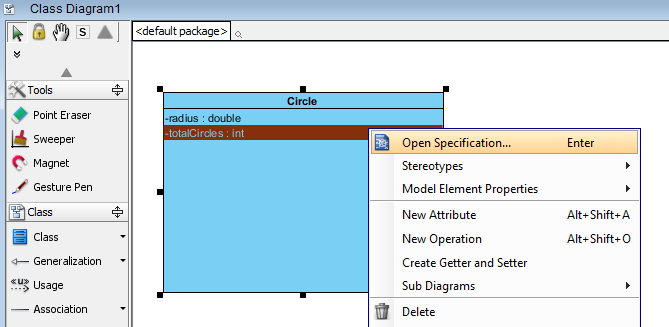 Class Diagram1
S
<default package>
Tools
Point Eraser
Sweeper
Magnet
Gesture Pen
Class
Class
Generalization
Usage
Association
Circle
-radius : double
-totalCircles : int
Open Specification... Enter
Stereotypes
Model Element Properties
New Attribute Alt+Shift+A
New Operation Alt+Shift+O
Create Getter and Setter
Sub Diagrams
Delete